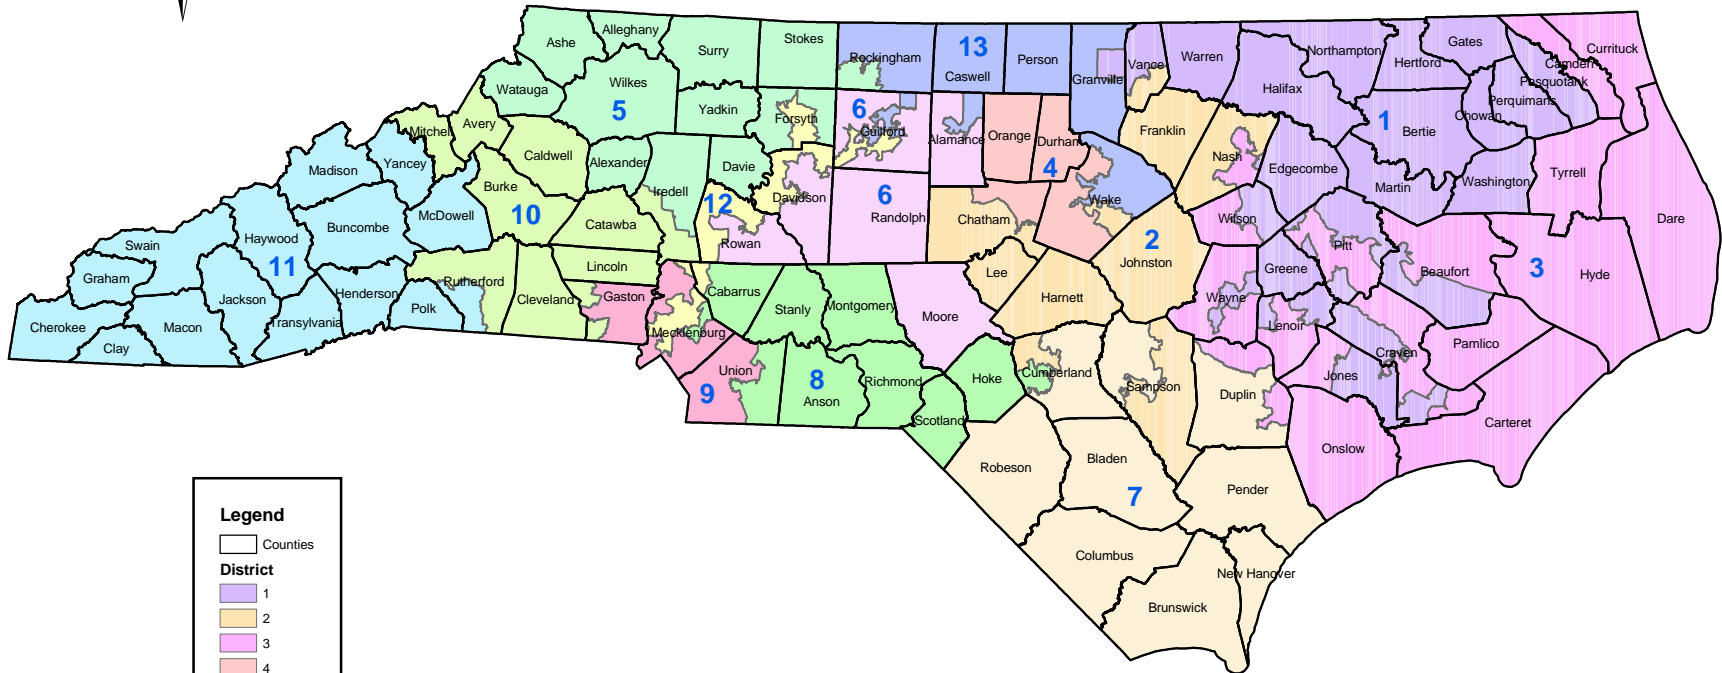 Ashe
Alleghany
Surry
Stokes
Rockingham
13
Caswell
Person
Granville
Vance
Warren
Northampton
Gates
Hertford
Currituck
Camden
Pasquotank
Perquimans
Chowan
Halifax
1
Bertie
Watauga
Wilkes
5
Yadkin
Forsyth
6
Guilford
Alamance
Orange
Durham
4
Franklin
Nash
Edgecombe
Martin
Washington
Tyrrell
Dare
Mitchell
Avery
Caldwell
Alexander
Iredell
Davie
Davidson
12
Rowan
6
Randolph
Chatham
Wake
2
Johnston
Wilson
Pitt
Greene
Beaufort
3
Hyde
Madison
Yancey
Burke
10
Catawba
McDowell
Buncombe
Haywood
11
Swain
Graham
Jackson
Henderson
Transylvania
Polk
Rutherford
Cleveland
Lincoln
Gaston
Mecklenburg
Cabarrus
Stanly
Montgomery
Moore
Lee
Harnett
Wayne
Lenoir
Craven
Pamlico
Jones
Carteret
Onslow
Duplin
Sampson
Cumberland
Hoke
Cherokee
Clay
Macon
Union
9
8
Anson
Richmond
Scotland
Robeson
Bladen
7
Pender
Columbus
New Hanover
Brunswick
Legend
Counties
District
1
2
3
4